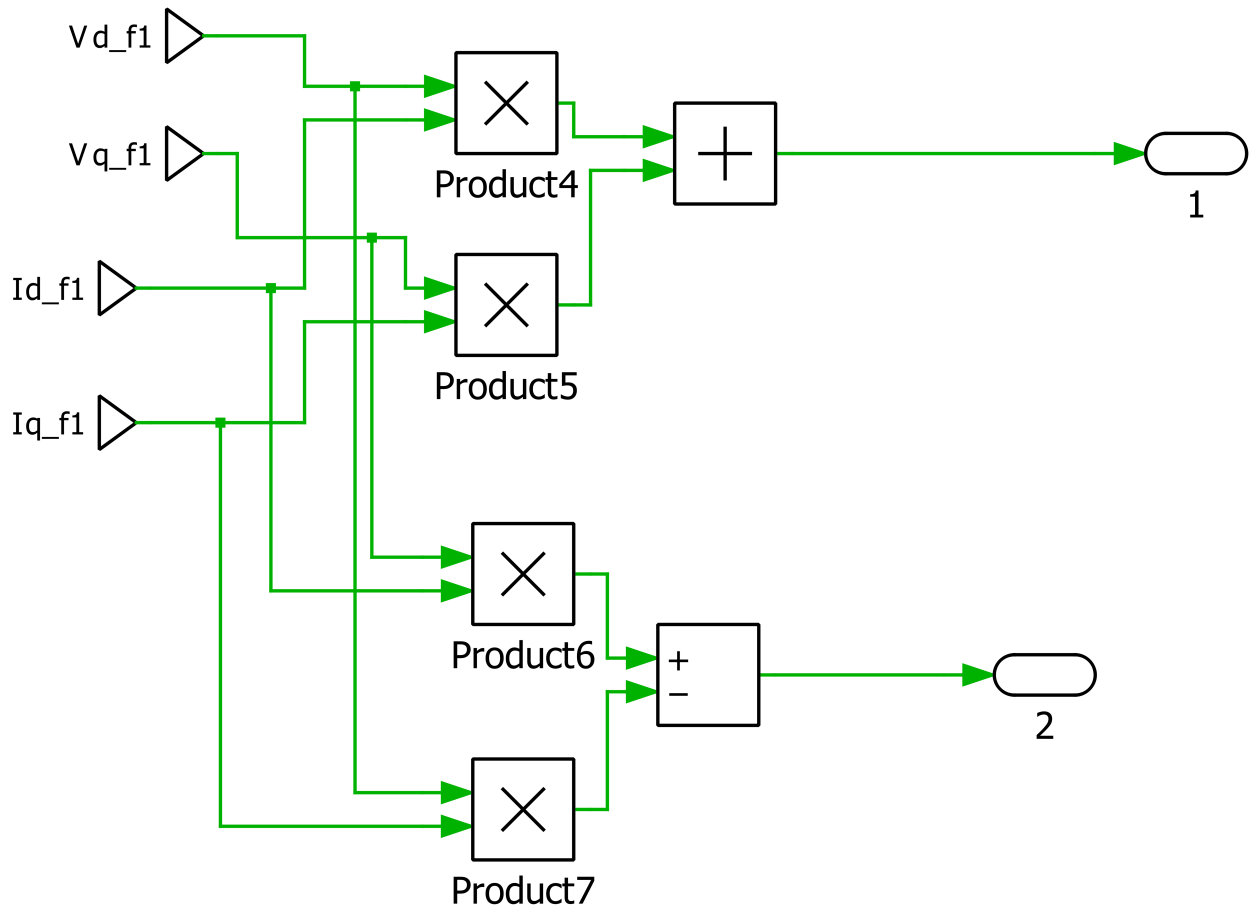 Vd_f1
Vq_f1
Product4
1
Id_f1
Product5
Iq_f1
Product6
+
−
2
Product7